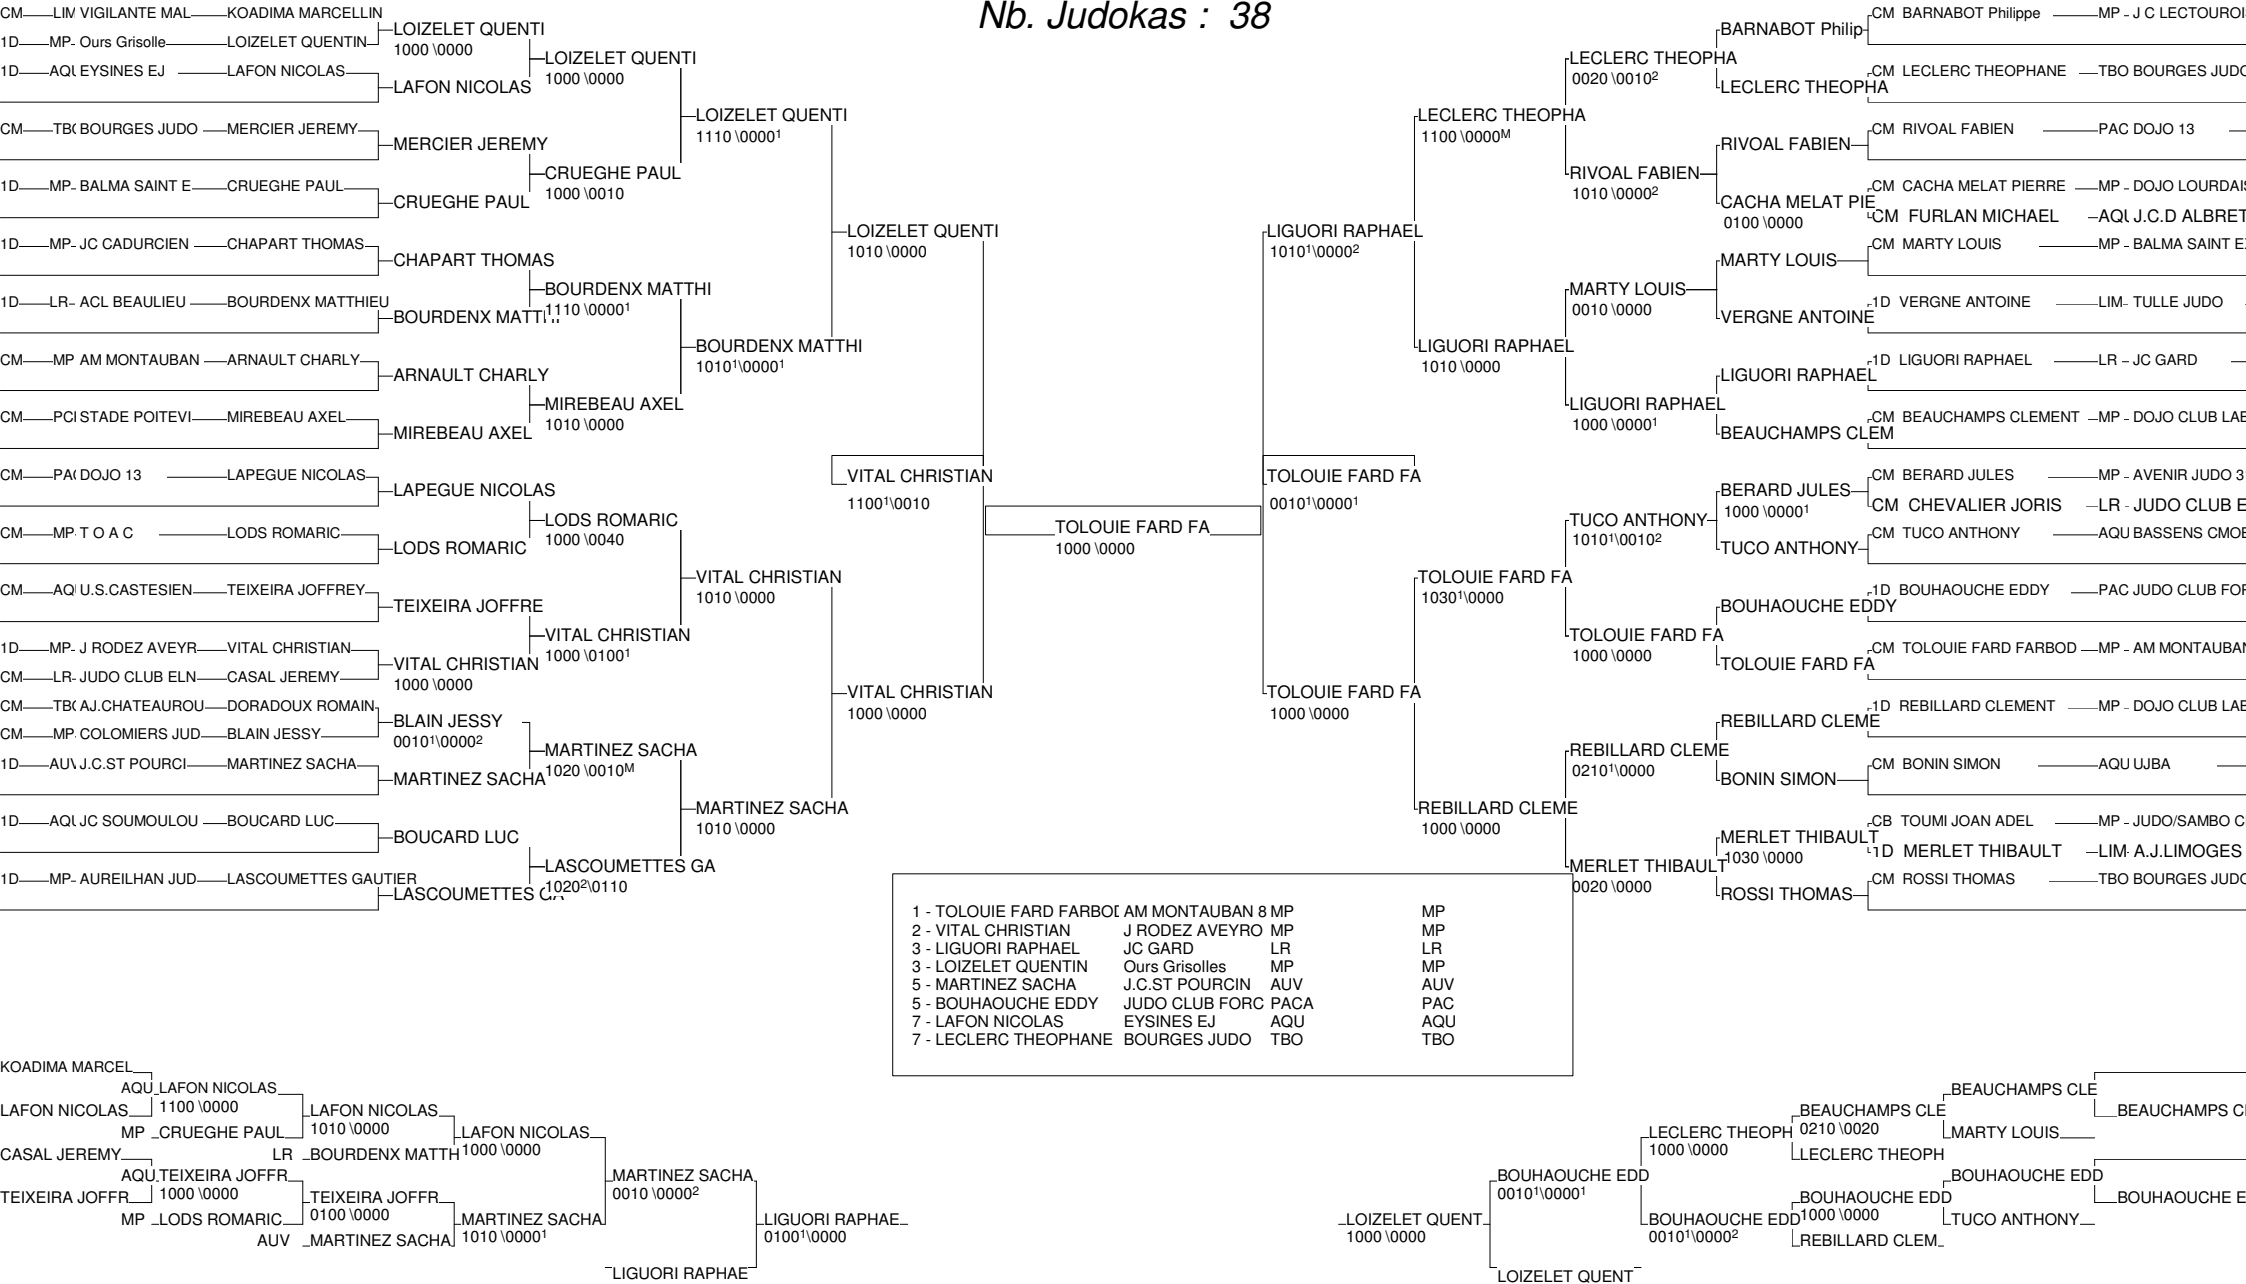 Nb. Judokas : 38
CM LIM VIGILANTE MAL KOADIMA MARCELLIN
1D MP- Ours Grisolle LOIZELET QUENTIN
1D AQU EYSINES EJ LAFON NICOLAS
CM TBO BOURGES JUDO MERCIER JEREMY
1D MP- BALMA SAINT E CRUEGHE PAUL
1D MP- JC CADURCIEN CHAPART THOMAS
1D LR- ACL BEAULIEU BOURDENX MATTHIEU
CM MP AM MONTAUBAN ARNAULT CHARLY
CM PCI STADE POITEVI MIREBEAU AXEL
CM PAC DOJO 13 LAPEGUE NICOLAS
CM MP- T O A C LODS ROMARIC
CM AQU U.S.CASTESIEN TEIXEIRA JOFFREY
1D MP- J RODEZ AVEYR VITAL CHRISTIAN
CM LR- JUDO CLUB ELN CASAL JEREMY
CM TBO AJ.CHATEAUROU DORADOUX ROMAIN
CM MP- COLOMIERS JUD BLAIN JESSY
1D AUV J.C.ST POURCI MARTINEZ SACHA
1D AQU JC SOUMOULOU BOUCARD LUC
1D MP- AUREILHAN JUD LASCOUMETTES GAUTIER
LOIZELET QUENTI
1000 \0000
LAFON NICOLAS
MERCIER JEREMY
CRUEGHE PAUL
CHAPART THOMAS
BOURDENX MATTHI
ARNAULT CHARLY
MIREBEAU AXEL
LAPEGUE NICOLAS
LODS ROMARIC
TEIXEIRA JOFFRE
VITAL CHRISTIAN
1000 \0000
BLAIN JESSY
0010¹\0000²
MARTINEZ SACHA
BOUCARD LUC
LASCOUMETTES GA
LOIZELET QUENTI
1000 \0000
CRUEGHE PAUL
1000 \0010
BOURDENX MATTHI
1110 \0000¹
MIREBEAU AXEL
1010 \0000
LODS ROMARIC
1000 \0040
VITAL CHRISTIAN
1000 \0100¹
MARTINEZ SACHA
1020 \0010ᴹ
LASCOUMETTES GA
1020²\0110
LOIZELET QUENTI
1110 \0000¹
BOURDENX MATTHI
1010¹\0000¹
VITAL CHRISTIAN
1010 \0000
MARTINEZ SACHA
1010 \0000
LOIZELET QUENTI
1010 \0000
VITAL CHRISTIAN
1100¹\0010
VITAL CHRISTIAN
1000 \0000
TOLOUIE FARD FA
1000 \0000
LIGUORI RAPHAEL
1010¹\0000²
TOLOUIE FARD FA
0010¹\0000¹
TOLOUIE FARD FA
1000 \0000
LECLERC THEOPHA
1100 \0000ᴹ
LIGUORI RAPHAEL
1010 \0000
TOLOUIE FARD FA
1030¹\0000
REBILLARD CLEME
1000 \0000
LECLERC THEOPHA
0020 \0010²
RIVOAL FABIEN
1010 \0000²
MARTY LOUIS
0010 \0000
LIGUORI RAPHAEL
1000 \0000¹
TUCO ANTHONY
1010¹\0010²
TOLOUIE FARD FA
1000 \0000
REBILLARD CLEME
0210¹\0000
MERLET THIBAULT
0020 \0000
BARNABOT Philip
LECLERC THEOPHA
RIVOAL FABIEN
CACHA MELAT PIE
0100 \0000
MARTY LOUIS
VERGNE ANTOINE
LIGUORI RAPHAEL
BEAUCHAMPS CLEM
BERARD JULES
1000 \0000¹
TUCO ANTHONY
BOUHAOUCHE EDDY
TOLOUIE FARD FA
REBILLARD CLEME
BONIN SIMON
MERLET THIBAULT
1030 \0000
ROSSI THOMAS
CM BARNABOT Philippe MP - J C LECTOUROI
CM LECLERC THEOPHANE TBO BOURGES JUDO
CM RIVOAL FABIEN PAC DOJO 13
CM CACHA MELAT PIERRE MP - DOJO LOURDAIS
CM FURLAN MICHAEL AQU J.C.D ALBRET
CM MARTY LOUIS MP - BALMA SAINT E
1D VERGNE ANTOINE LIM- TULLE JUDO
1D LIGUORI RAPHAEL LR - JC GARD
CM BEAUCHAMPS CLEMENT MP - DOJO CLUB LAB
CM BERARD JULES MP - AVENIR JUDO 3
CM CHEVALIER JORIS LR - JUDO CLUB E
CM TUCO ANTHONY AQU BASSENS CMOB
1D BOUHAOUCHE EDDY PAC JUDO CLUB FOR
CM TOLOUIE FARD FARBOD MP - AM MONTAUBAN
1D REBILLARD CLEMENT MP - DOJO CLUB LAB
CM BONIN SIMON AQU UJBA
CB TOUMI JOAN ADEL MP - JUDO/SAMBO C
1D MERLET THIBAULT LIM- A.J.LIMOGES
CM ROSSI THOMAS TBO BOURGES JUDO
1 - TOLOUIE FARD FARBOD AM MONTAUBAN 8 MP MP
2 - VITAL CHRISTIAN J RODEZ AVEYRO MP MP
3 - LIGUORI RAPHAEL JC GARD LR LR
3 - LOIZELET QUENTIN Ours Grisolles MP MP
5 - MARTINEZ SACHA J.C.ST POURCIN AUV AUV
5 - BOUHAOUCHE EDDY JUDO CLUB FORC PACA PAC
7 - LAFON NICOLAS EYSINES EJ AQU AQU
7 - LECLERC THEOPHANE BOURGES JUDO TBO TBO
KOADIMA MARCEL
LAFON NICOLAS
CASAL JEREMY
TEIXEIRA JOFFR
AQU LAFON NICOLAS
1100 \0000
MP CRUEGHE PAUL
AQU TEIXEIRA JOFFR
1000 \0000
MP LODS ROMARIC
LAFON NICOLAS
1010 \0000
LR BOURDENX MATTH
TEIXEIRA JOFFR
0100 \0000
AUV MARTINEZ SACHA
LAFON NICOLAS
1000 \0000
MARTINEZ SACHA
1010 \0000¹
MARTINEZ SACHA
0010 \0000²
LIGUORI RAPHAE
LIGUORI RAPHAE
0100¹\0000
LOIZELET QUENT
1000 \0000
BOUHAOUCHE EDD
0010¹\0000¹
LOIZELET QUENT
LECLERC THEOPH
1000 \0000
BOUHAOUCHE EDD
0010¹\0000²
BEAUCHAMPS CLE
0210 \0020
LECLERC THEOPH
BOUHAOUCHE EDD
1000 \0000
REBILLARD CLEM
BEAUCHAMPS CLE
MARTY LOUIS
BOUHAOUCHE EDD
TUCO ANTHONY
BEAUCHAMPS C
BOUHAOUCHE E